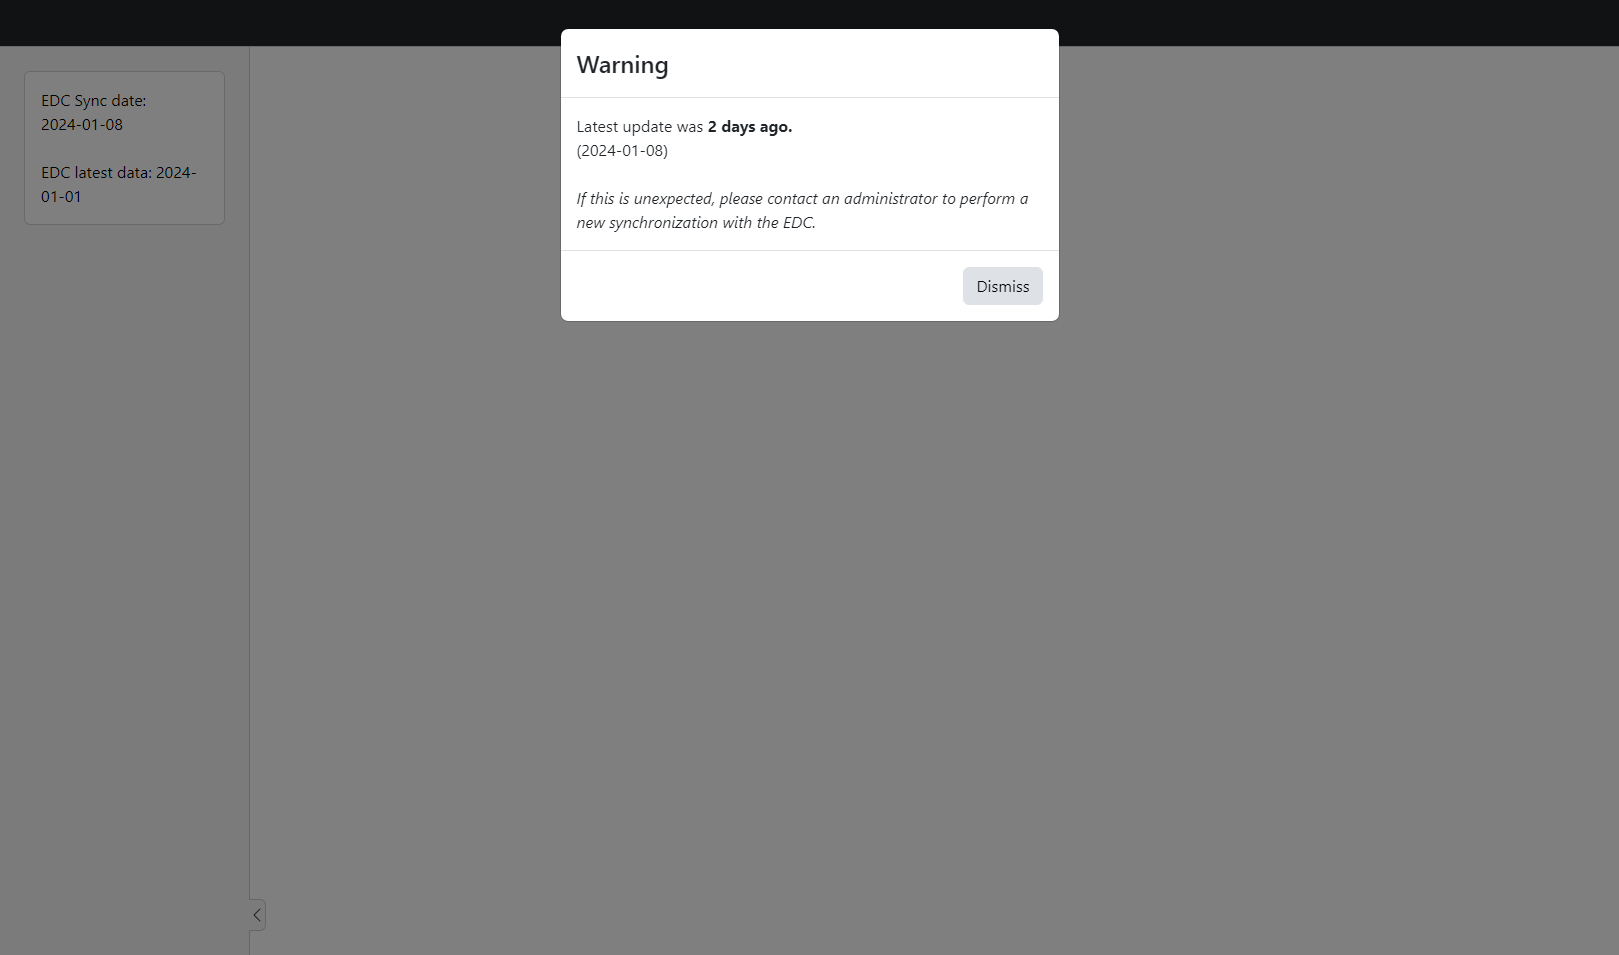 Warning
Latest update was 2 days ago.
(2024-01-08)
If this is unexpected, please contact an administrator to perform a
new synchronization with the EDC.
Dismiss
EDC Sync date:
2024-01-08
EDC latest data: 2024-
01-01